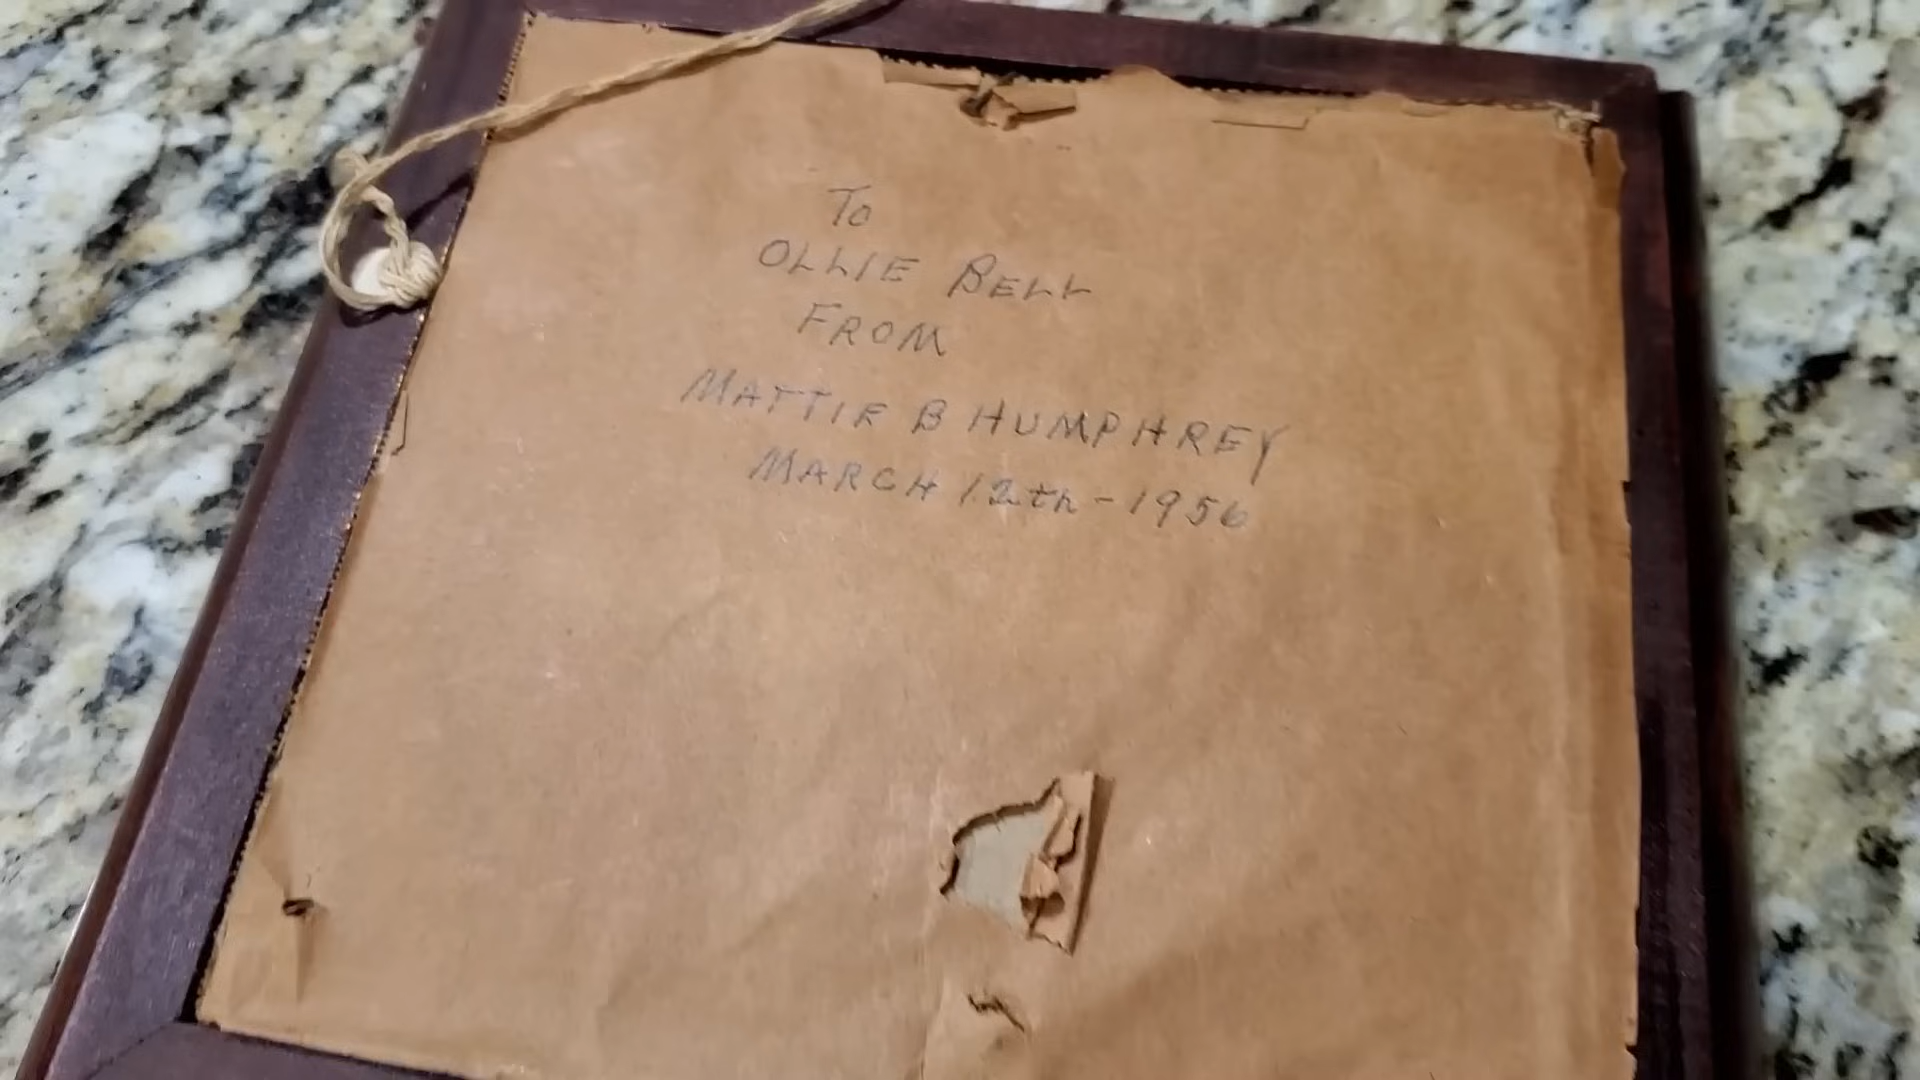 To
OLLIE BELL
FROM
MATTIE B HUMPHREY
MARCH 12th - 1956